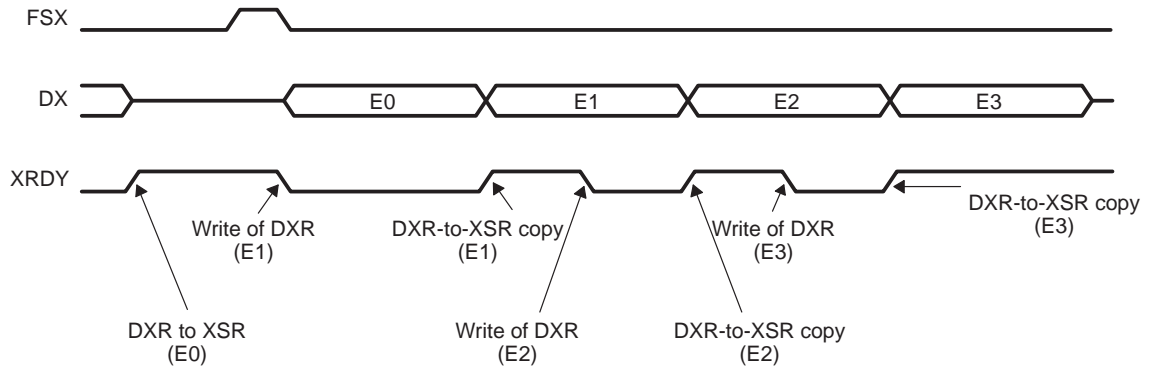 FSX
DX
E0
E1
E2
E3
XRDY
Write of DXR
(E1)
DXR-to-XSR copy
(E1)
Write of DXR
(E3)
DXR-to-XSR copy
(E3)
DXR to XSR
(E0)
Write of DXR
(E2)
DXR-to-XSR copy
(E2)